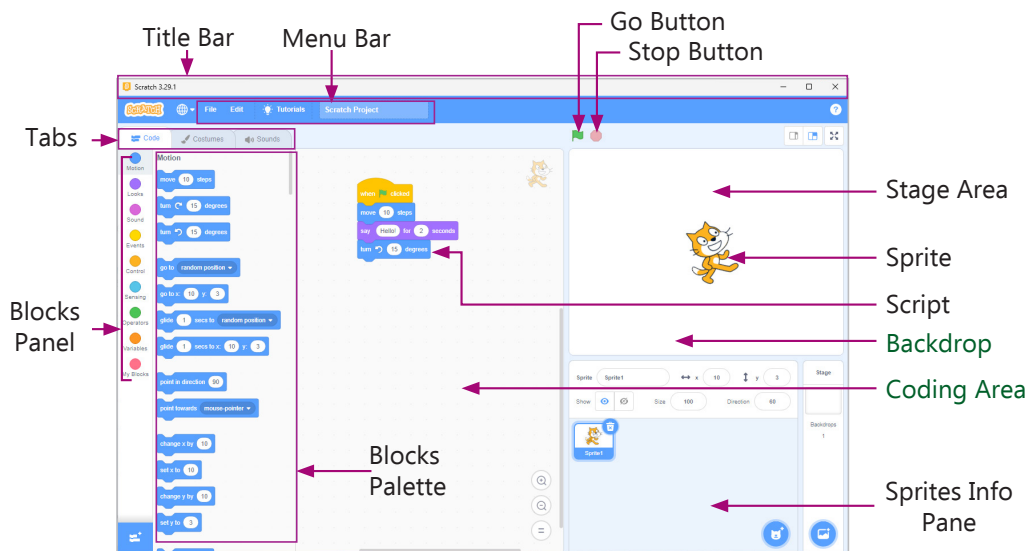 Go Button
Title Bar
Menu Bar
Stop Button
Scratch 3.29.1
SCRATCH
File Edit Tutorials Scratch Project
?
Tabs
Code Costumes Sounds
Motion
Motion
move 10 steps
Looks
turn 15 degrees
Sound
turn 15 degrees
Events
go to random position
Control
go to x: 10 y: 3
Sensing
glide 1 secs to random position
Operators
glide 1 secs to x: 10 y: 3
Variables
My Blocks
point in direction 90
point towards mouse-pointer
change x by 10
set x to 10
change y by 10
set y to 3
when clicked
move 10 steps
say Hello! for 2 seconds
turn 15 degrees
Blocks
Panel
Blocks
Palette
Stage Area
Sprite
Script
Backdrop
Coding Area
Sprite Sprite1 x 10 y 3
Show Size 100 Direction 60
Sprite1
Stage
Backdrops
1
Sprites Info
Pane